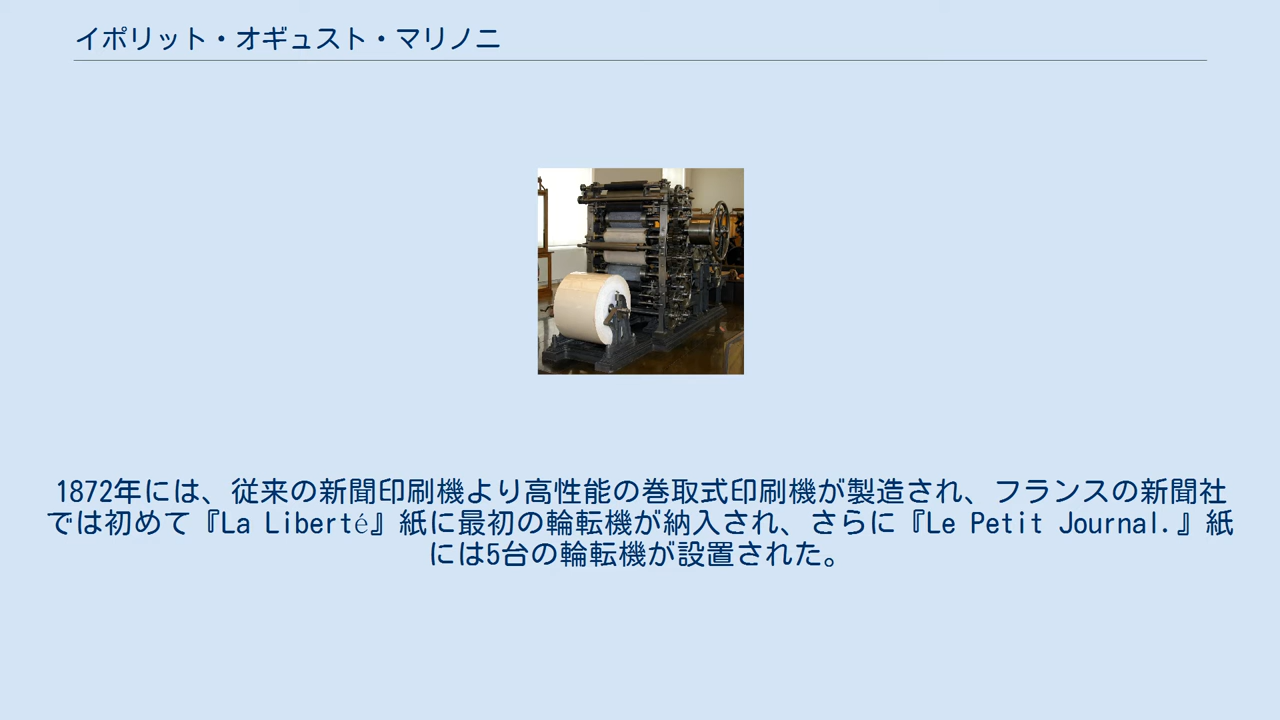 イポリット・オギュスト・マリノニ
1872年には、従来の新聞印刷機より高性能の巻取式印刷機が製造され、フランスの新聞社
では初めて『La Liberté』紙に最初の輪転機が納入され、さらに『Le Petit Journal.』紙
には5台の輪転機が設置された。